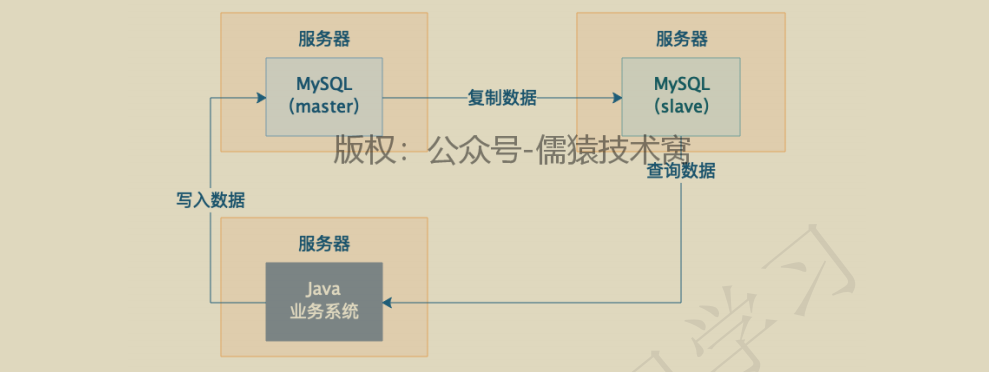 服务器
MySQL
（master）
复制数据
服务器
MySQL
（slave）
版权：公众号-儒猿技术窝
查询数据
写入数据
服务器
Java
业务系统
学习